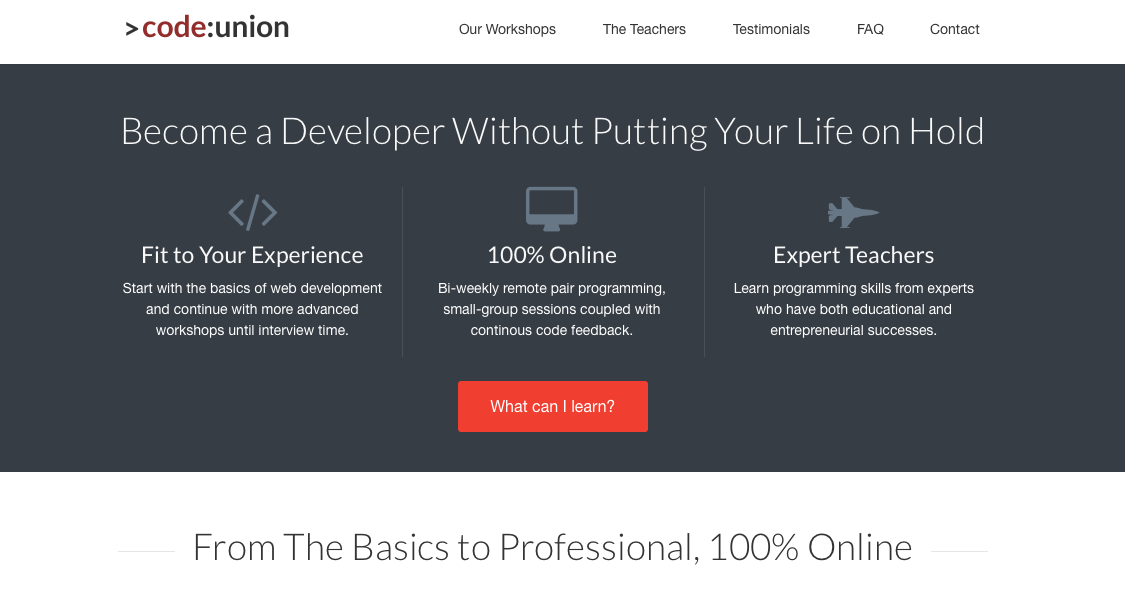 >code:union
Our Workshops The Teachers Testimonials FAQ Contact
Become a Developer Without Putting Your Life on Hold
Fit to Your Experience
Start with the basics of web development
and continue with more advanced
workshops until interview time.
100% Online
Bi-weekly remote pair programming,
small-group sessions coupled with
continous code feedback.
Expert Teachers
Learn programming skills from experts
who have both educational and
entrepreneurial successes.
What can I learn?
From The Basics to Professional, 100% Online